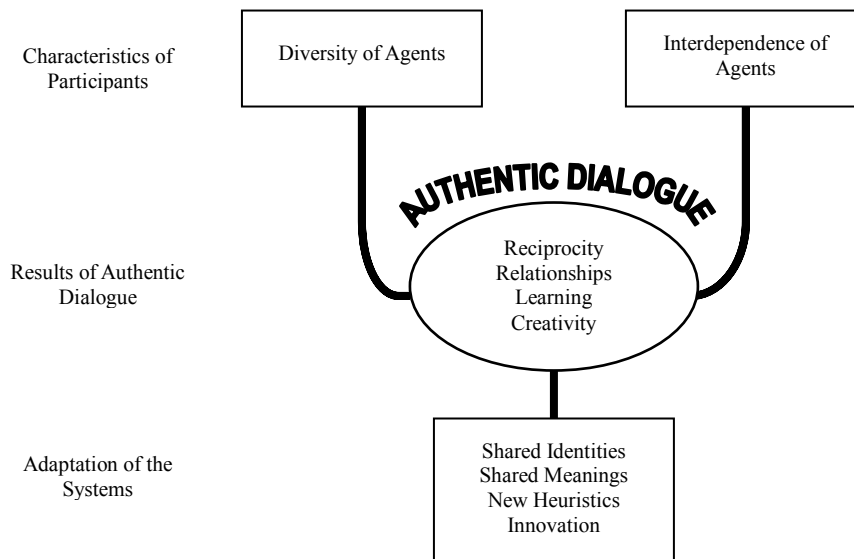 Characteristics of
Participants
Diversity of Agents
Interdependence of
Agents
AUTHENTIC DIALOGUE
Results of Authentic
Dialogue
Reciprocity
Relationships
Learning
Creativity
Adaptation of the
Systems
Shared Identities
Shared Meanings
New Heuristics
Innovation